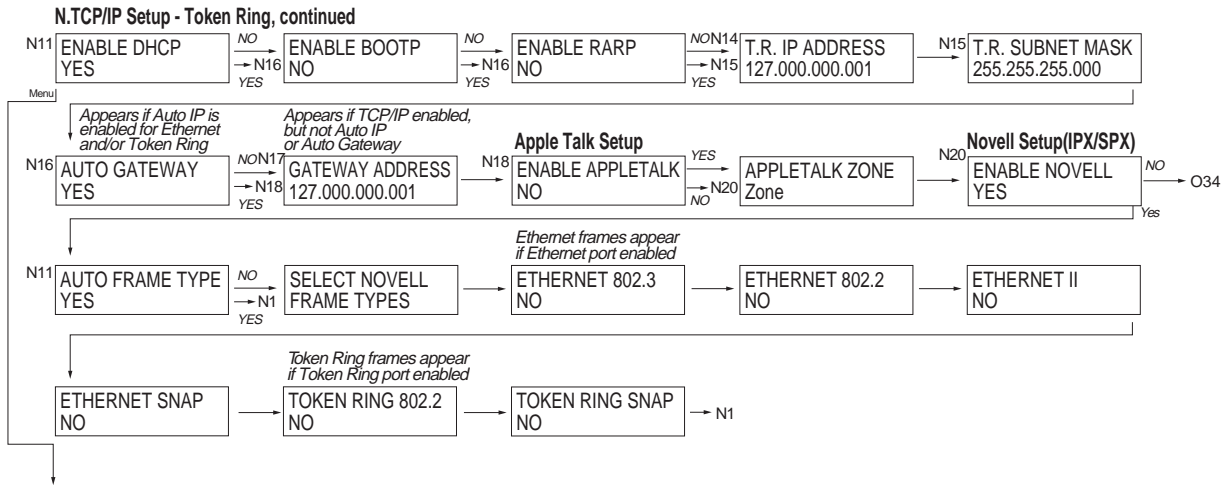 N.TCP/IP Setup - Token Ring, continued
N11
ENABLE DHCP
YES
NO
N16
YES
ENABLE BOOTP
NO
NO
N16
YES
ENABLE RARP
NO
NO N14
N15
YES
T.R. IP ADDRESS
127.000.000.001
N15
T.R. SUBNET MASK
255.255.255.000
Menu
Appears if Auto IP is
enabled for Ethernet
and/or Token Ring
Appears if TCP/IP enabled,
but not Auto IP
or Auto Gateway
Apple Talk Setup
Novell Setup(IPX/SPX)
N16
AUTO GATEWAY
YES
NO N17
N18
YES
GATEWAY ADDRESS
127.000.000.001
N18
ENABLE APPLETALK
NO
YES
N20
NO
APPLETALK ZONE
Zone
N20
ENABLE NOVELL
YES
NO
O34
Yes
Ethernet frames appear
if Ethernet port enabled
N11
AUTO FRAME TYPE
YES
NO
N1
YES
SELECT NOVELL
FRAME TYPES
ETHERNET 802.3
NO
ETHERNET 802.2
NO
ETHERNET II
NO
Token Ring frames appear
if Token Ring port enabled
ETHERNET SNAP
NO
TOKEN RING 802.2
NO
TOKEN RING SNAP
NO
N1